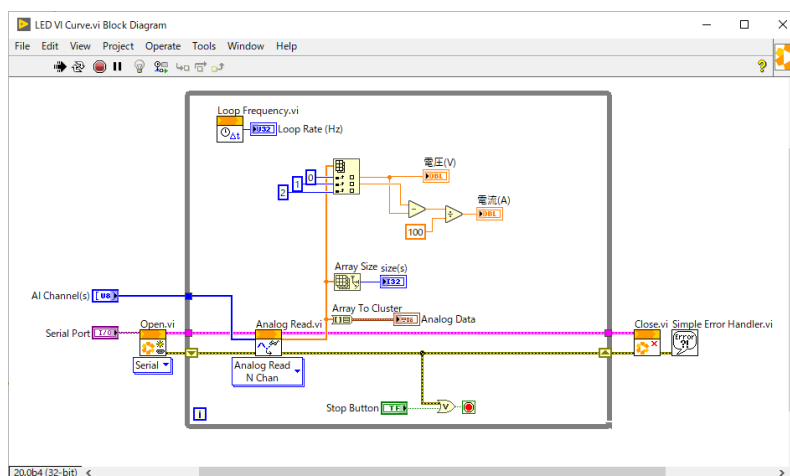 LED VI Curve.vi Block Diagram
File Edit View Project Operate Tools Window Help
Loop Frequency.vi
Δt
U32
Loop Rate (Hz)
0
1
2
電圧(V)
DBL
電流(A)
DBL
100
Array Size size(s)
I32
Array To Cluster
Analog Data
AI Channel(s)
U8
Open.vi
Analog Read.vi
Close.vi Simple Error Handler.vi
Serial Port
I/O
Error
?!
Serial
Analog Read
N Chan
Stop Button
TF
V
i
20.0b4 (32-bit)